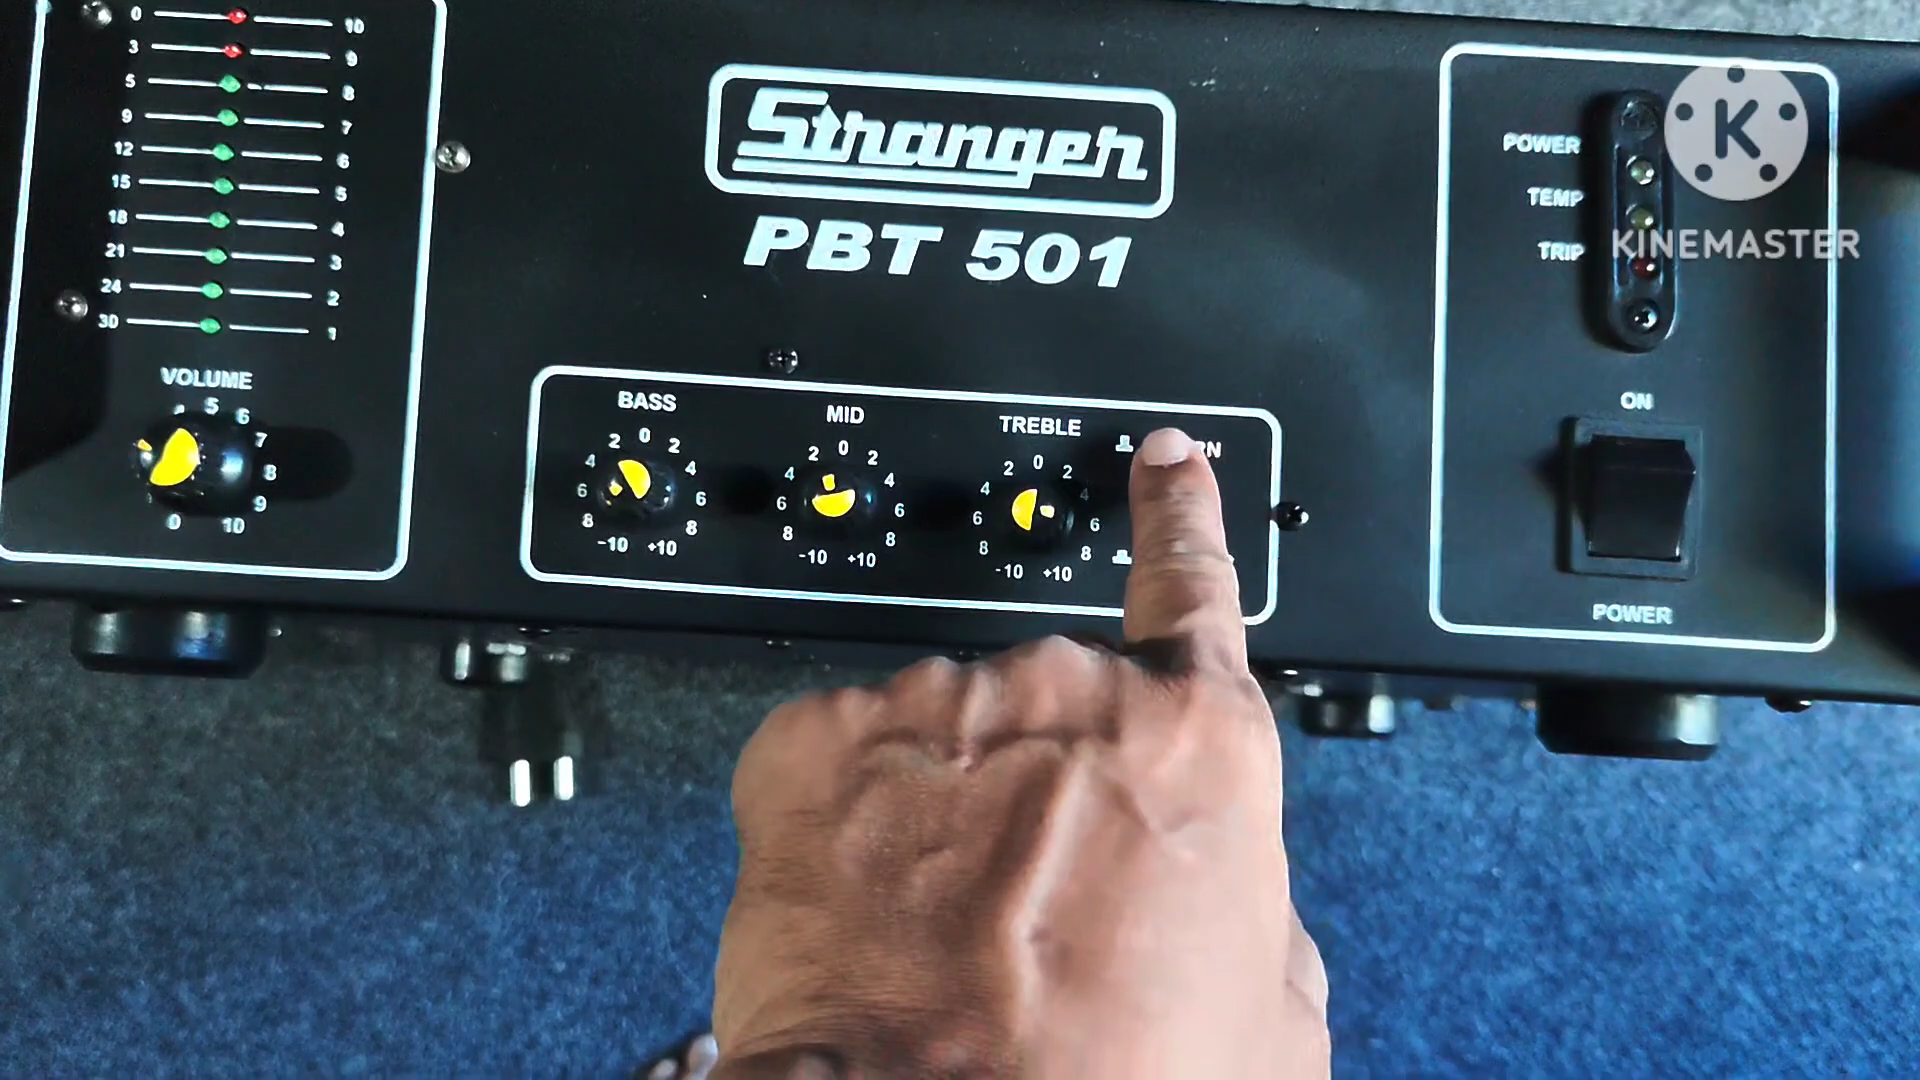 0 10
3 9
5 8
9 7
12 6
15 5
18 4
21 3
24 2
30 1
VOLUME
4 5 6 7 8 9 10 0
Stranger
PBT 501
BASS
8 6 4 2 0 2 4 6 8
-10 +10
MID
8 6 4 2 0 2 4 6 8
-10 +10
TREBLE
8 6 4 2 0 2 4 6 8
-10 +10
POWER
TEMP
TRIP
ON
POWER
K
KINEMASTER